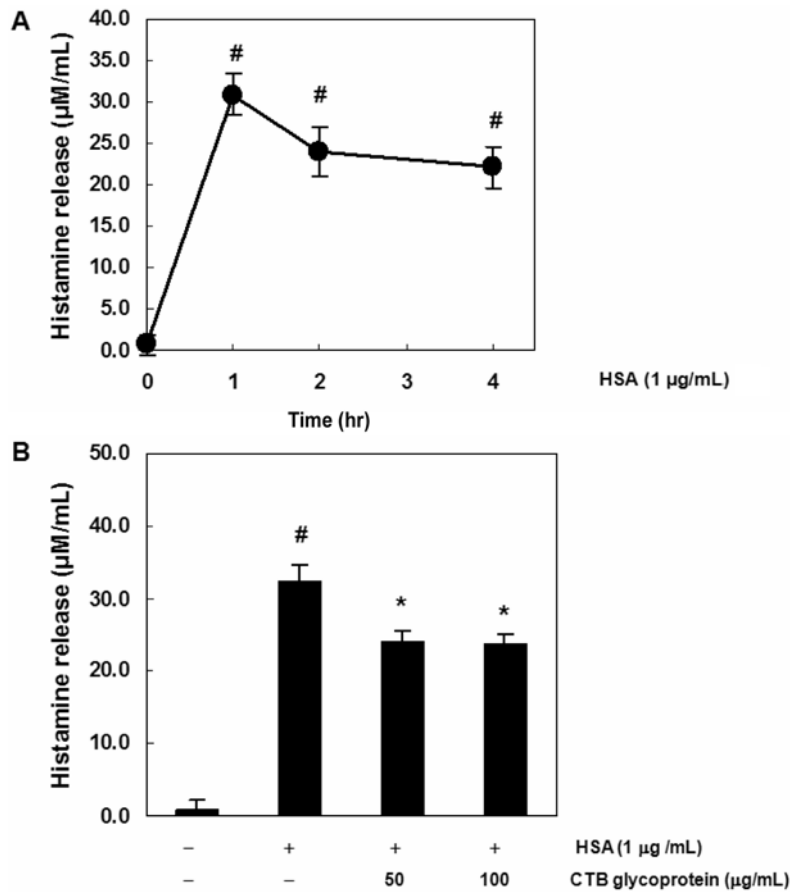 A
Histamine release (µM/mL)
40.0
35.0
30.0
25.0
20.0
15.0
10.0
5.0
0.0
#
#
#
0 1 2 3 4
HSA (1 µg/mL)
Time (hr)
B
Histamine release (µM/mL)
50.0
40.0
30.0
20.0
10.0
0.0
#
*
*
– + + + HSA (1 µg /mL)
– – 50 100 CTB glycoprotein (µg/mL)